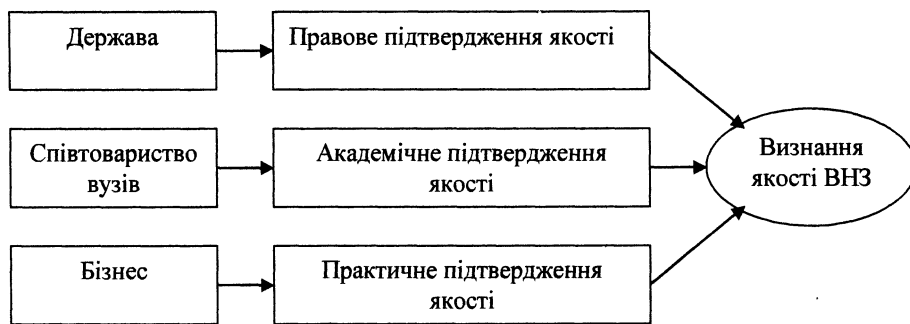 Держава
Правове підтвердження якості
Співтовариство
вузів
Академічне підтвердження
якості
Визнання
якості ВНЗ
Бізнес
Практичне підтвердження
якості